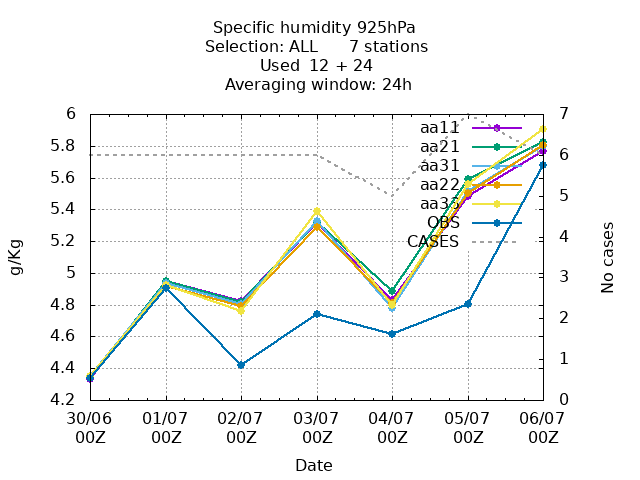 Specific humidity 925hPa
Selection: ALL 7 stations
Used 12 + 24
Averaging window: 24h
6 7
5.8 6
5.6 5
5.4 4
5.2 3
5 2
4.8 1
4.6 0
4.4
4.2
g/Kg
No cases
aa11
aa21
aa31
aa22
aa33
OBS
CASES
30/06 01/07 02/07 03/07 04/07 05/07 06/07
00Z 00Z 00Z 00Z 00Z 00Z 00Z
Date